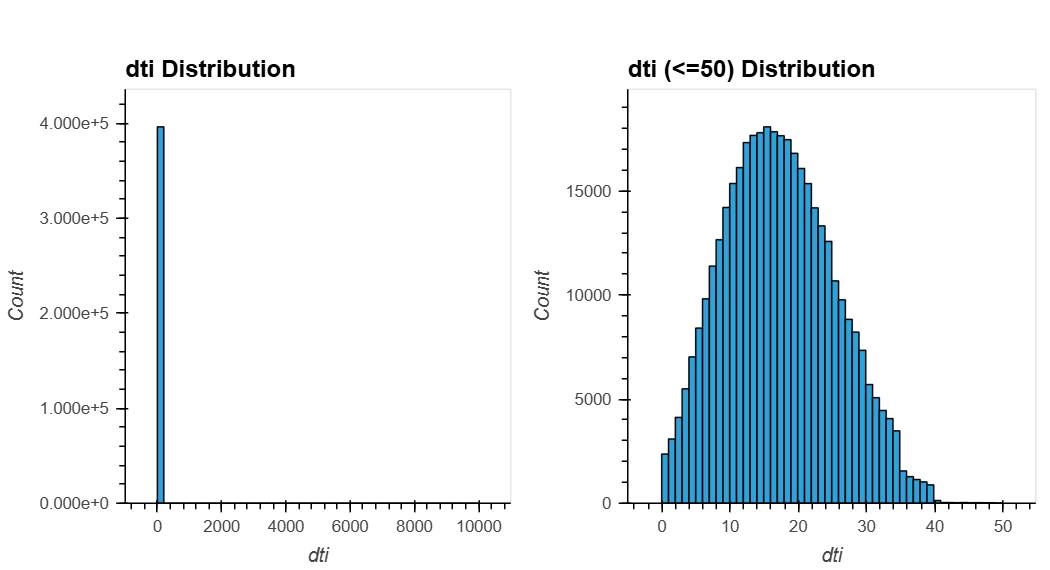 dti Distribution
4.000e+5
3.000e+5
2.000e+5
1.000e+5
0.000e+0
Count
0 2000 4000 6000 8000 10000
dti
dti (<=50) Distribution
15000
10000
5000
0
Count
0 10 20 30 40 50
dti